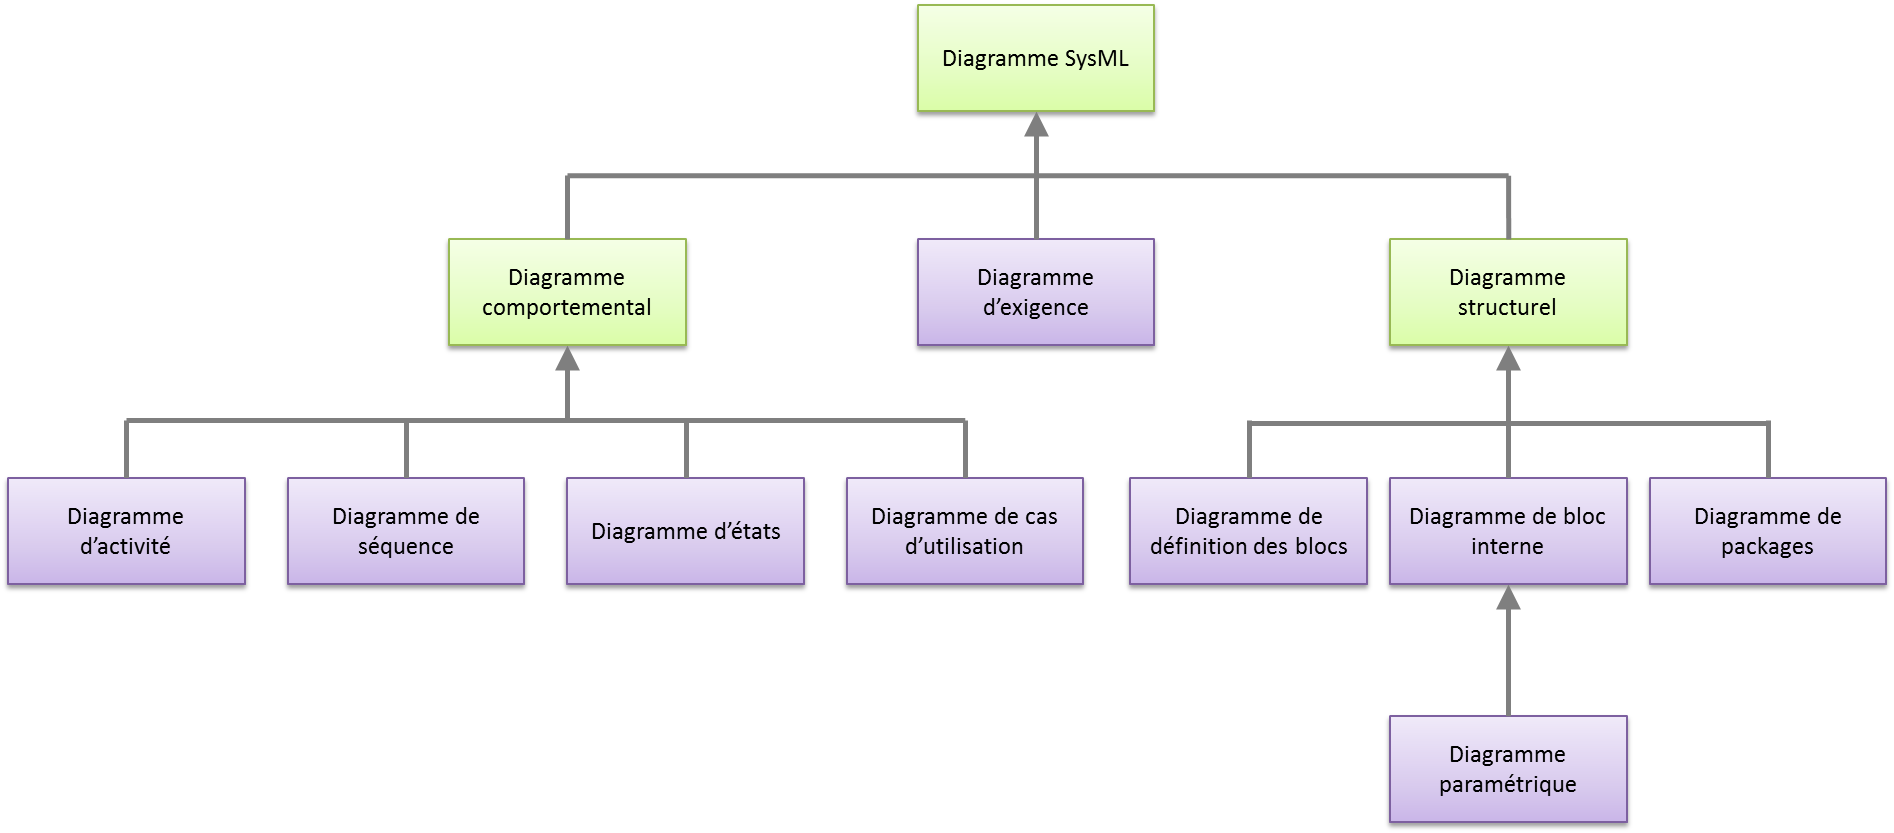 Diagramme SysML
Diagramme
comportemental
Diagramme
d’exigence
Diagramme
structurel
Diagramme
d’activité
Diagramme de
séquence
Diagramme d’états
Diagramme de cas
d’utilisation
Diagramme de
définition des blocs
Diagramme de bloc
interne
Diagramme de
packages
Diagramme
paramétrique